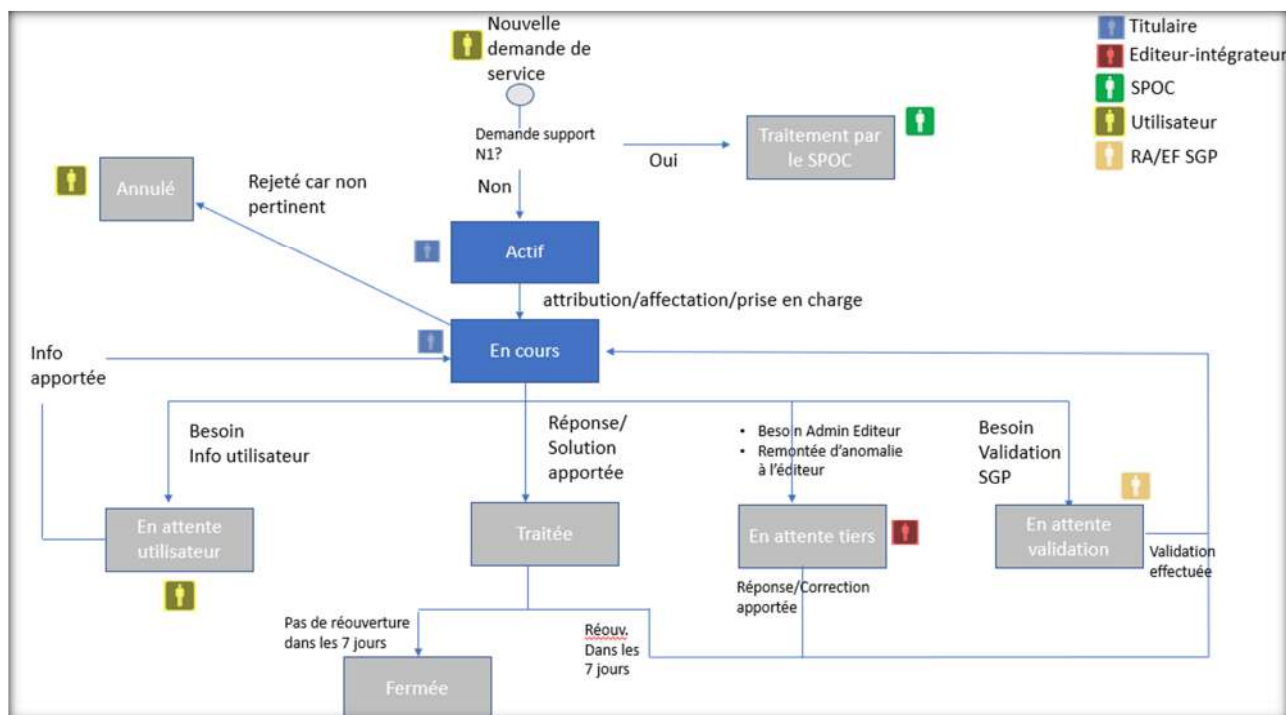 Nouvelle
demande de
service
Titulaire
Editeur-intégrateur
SPOC
Utilisateur
RA/EF SGP
Demande support
N1?
Oui
Traitement par
le SPOC
Non
Annulé
Rejeté car non
pertinent
Actif
attribution/affectation/prise en charge
En cours
Info
apportée
Besoin
Info utilisateur
Réponse/
Solution
apportée
• Besoin Admin Editeur
• Remontée d'anomalie
à l'éditeur
Besoin
Validation
SGP
En attente
utilisateur
Traitée
En attente tiers
En attente
validation
Réponse/Correction
apportée
Validation
effectuée
Pas de réouverture
dans les 7 jours
Réouv.
Dans les
7 jours
Fermée